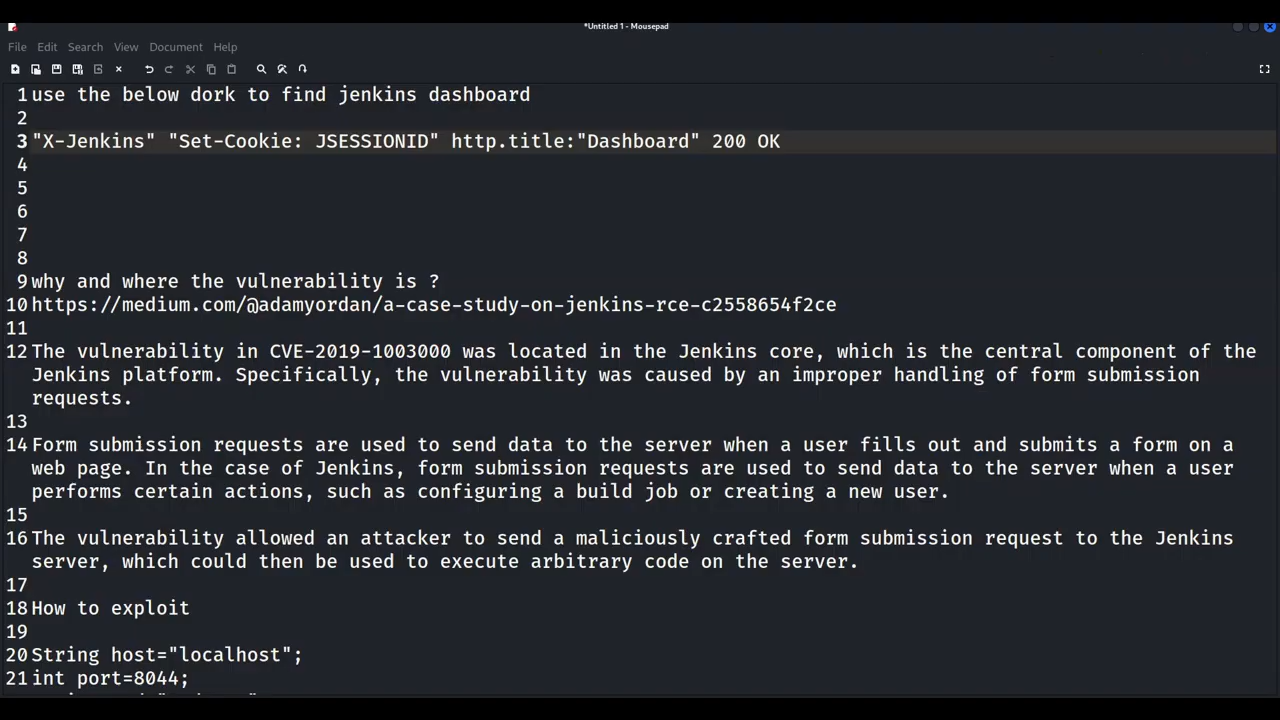 *Untitled 1 - Mousepad
File Edit Search View Document Help
1 use the below dork to find jenkins dashboard
2
3 "X-Jenkins" "Set-Cookie: JSESSIONID" http.title:"Dashboard" 200 OK
4
5
6
7
8
9 why and where the vulnerability is ?
10 https://medium.com/@adamyordan/a-case-study-on-jenkins-rce-c2558654f2ce
11
12 The vulnerability in CVE-2019-1003000 was located in the Jenkins core, which is the central component of the
Jenkins platform. Specifically, the vulnerability was caused by an improper handling of form submission
requests.
13
14 Form submission requests are used to send data to the server when a user fills out and submits a form on a
web page. In the case of Jenkins, form submission requests are used to send data to the server when a user
performs certain actions, such as configuring a build job or creating a new user.
15
16 The vulnerability allowed an attacker to send a maliciously crafted form submission request to the Jenkins
server, which could then be used to execute arbitrary code on the server.
17
18 How to exploit
19
20 String host="localhost";
21 int port=8044;